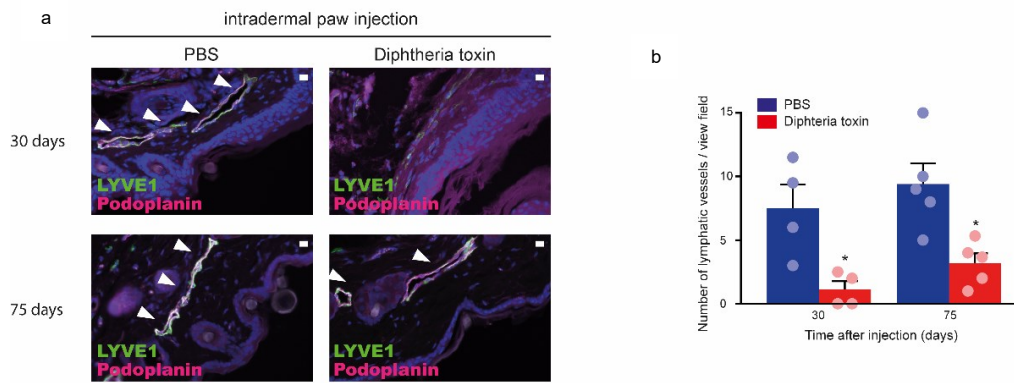 a
intradermal paw injection
PBS
Diphtheria toxin
30 days
LYVE1
Podoplanin
LYVE1
Podoplanin
75 days
LYVE1
Podoplanin
LYVE1
Podoplanin
b
PBS
Diphteria toxin
Number of lymphatic vessels / view field
15
10
5
0
*
*
30
75
Time after injection (days)